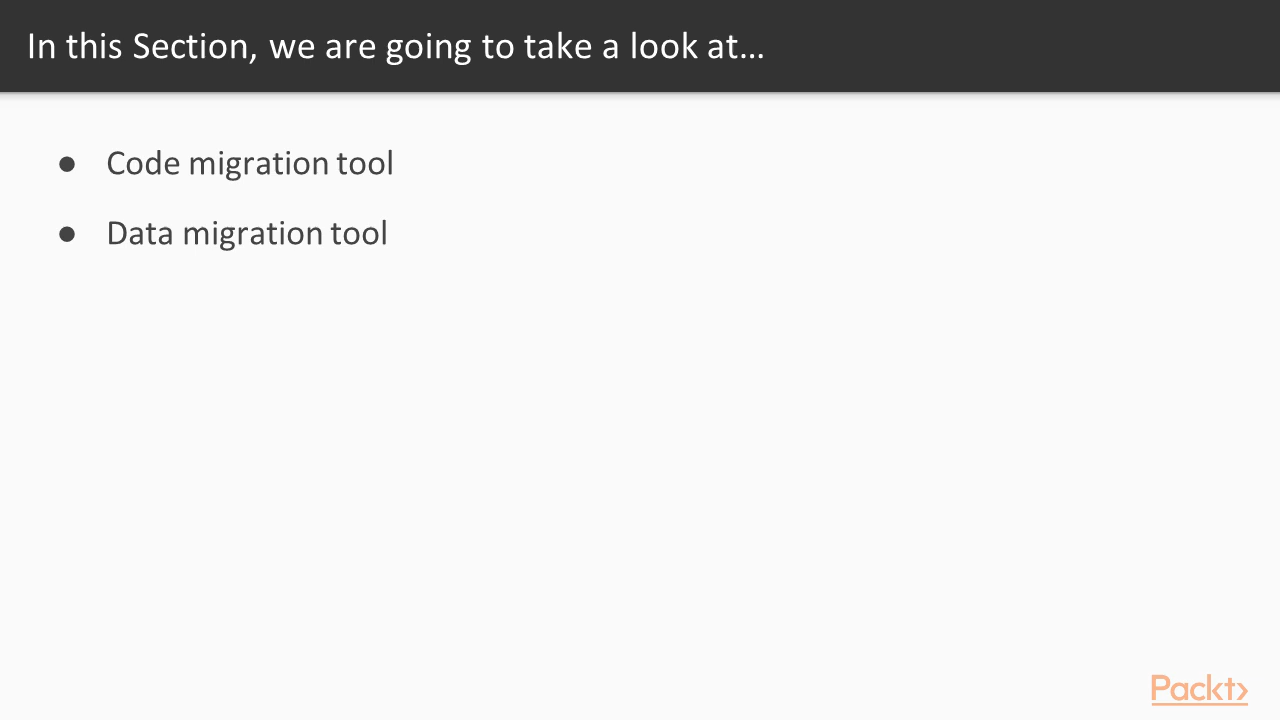 In this Section, we are going to take a look at...
● Code migration tool
● Data migration tool
Packt>